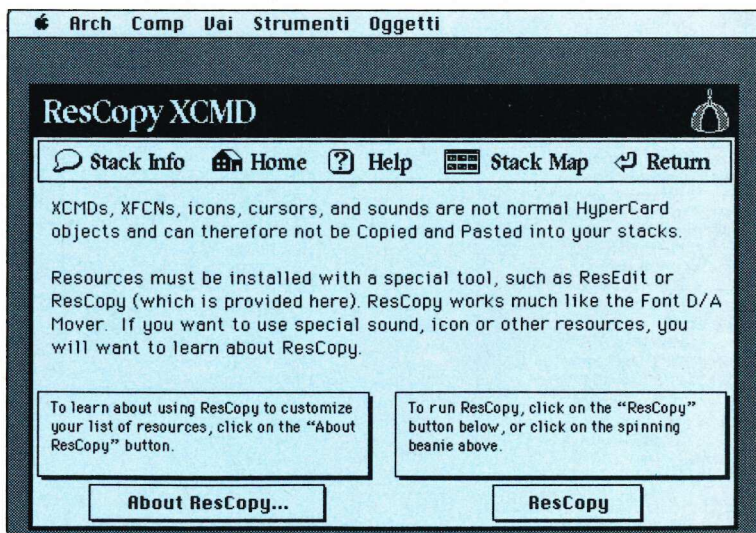 Arch Comp Vai Strumenti Oggetti
ResCopy XCMD
Stack Info Home ? Help Stack Map Return
XCMDs, XFCNs, icons, cursors, and sounds are not normal HyperCard
objects and can therefore not be Copied and Pasted into your stacks.
Resources must be installed with a special tool, such as ResEdit or
ResCopy (which is provided here). ResCopy works much like the Font D/A
Mover. If you want to use special sound, icon or other resources, you
will want to learn about ResCopy.
To learn about using ResCopy to customize
your list of resources, click on the “About
ResCopy” button.
To run ResCopy, click on the “ResCopy”
button below, or click on the spinning
beanie above.
About ResCopy...
ResCopy